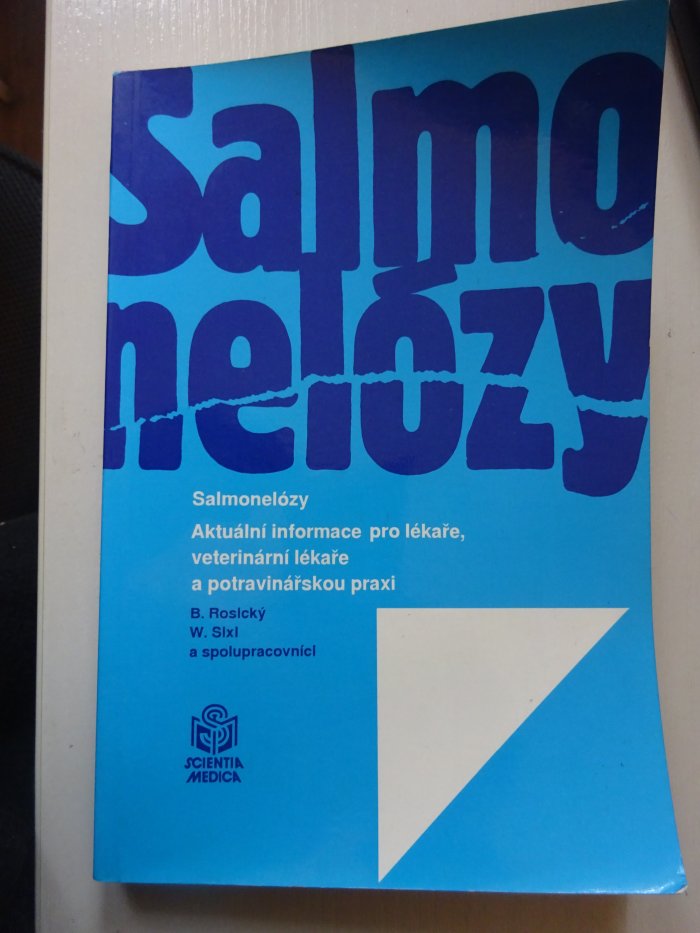 Salmo
nelózy
Salmonelózy
Aktuální informace pro lékaře,
veterinární lékaře
a potravinářskou praxi
B. Rosický
W. Sixl
a spolupracovníci
SCIENTIA
MEDICA